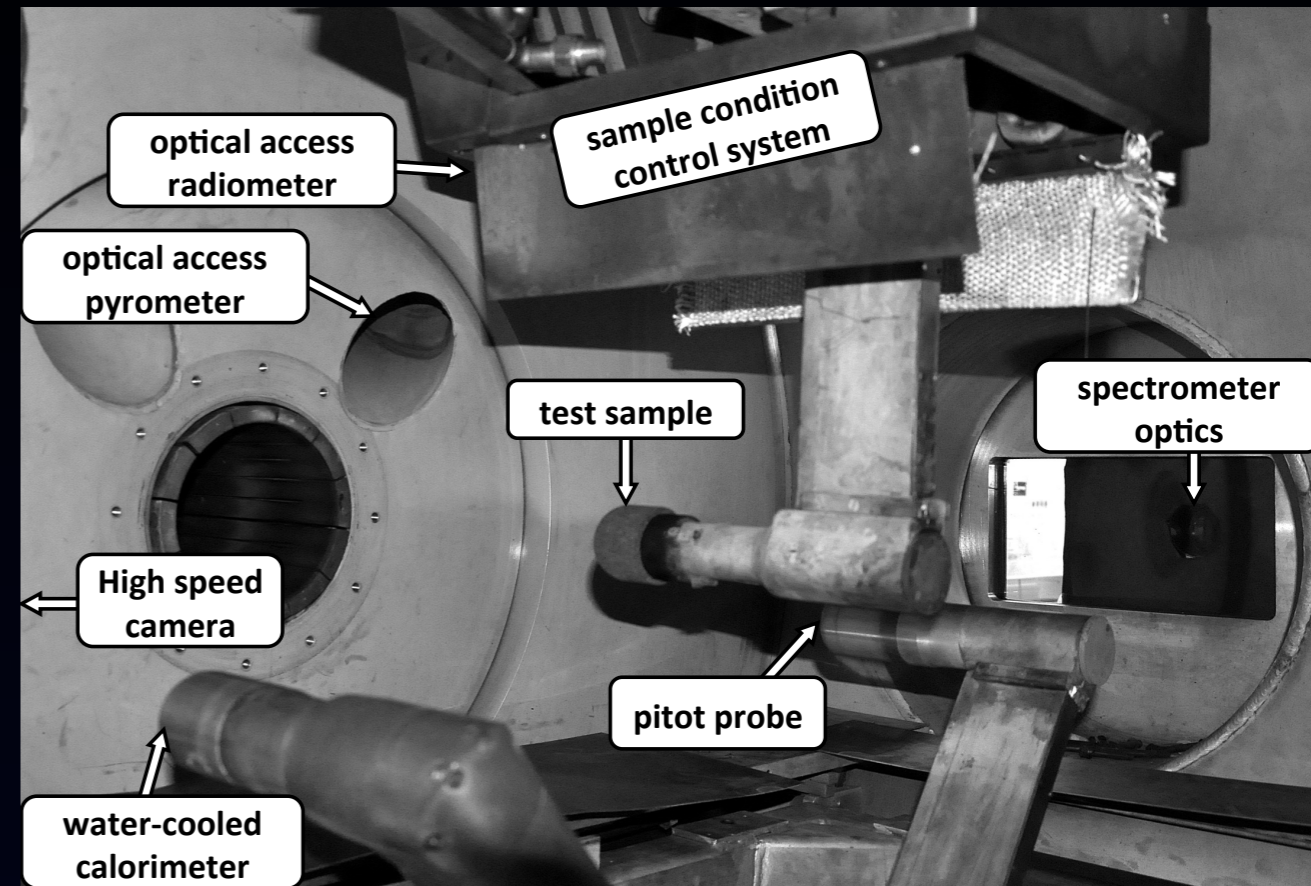 sample condition
control system
optical access
radiometer
optical access
pyrometer
test sample
spectrometer
optics
High speed
camera
pitot probe
water-cooled
calorimeter